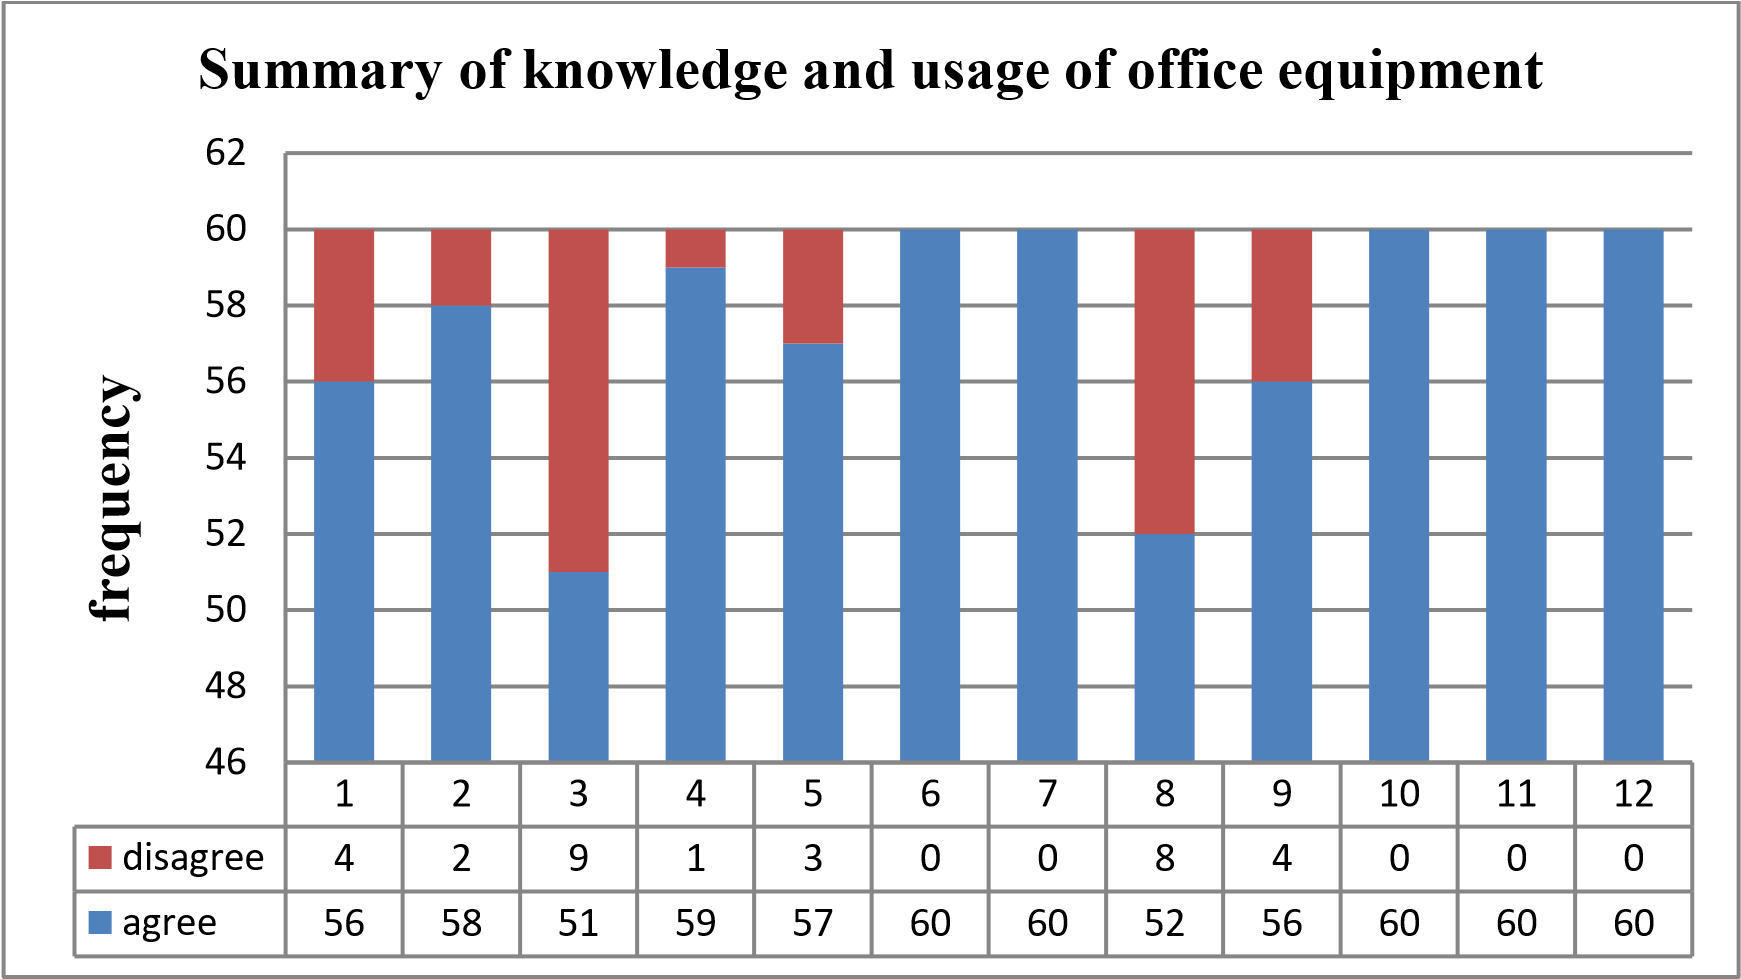 Summary of knowledge and usage of office equipment
62
60
58
56
54
52
50
48
46
frequency
1 2 3 4 5 6 7 8 9 10 11 12
disagree 4 2 9 1 3 0 0 8 4 0 0 0
agree 56 58 51 59 57 60 60 52 56 60 60 60